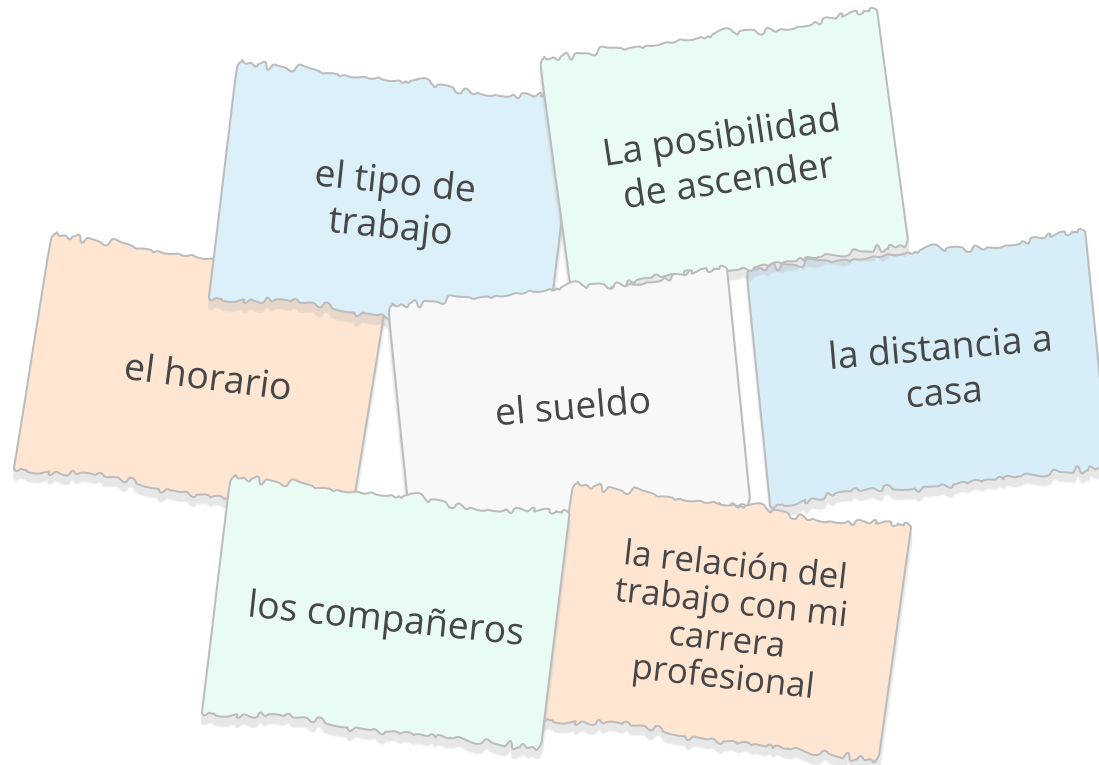 el tipo de
trabajo
La posibilidad
de ascender
el horario
el sueldo
la distancia a
casa
los compañeros
la relación del
trabajo con mi
carrera
profesional